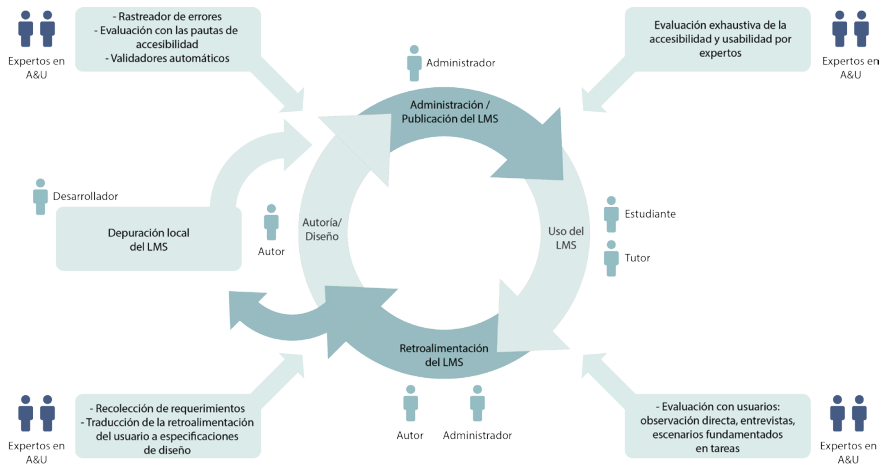 - Rastreador de errores
- Evaluación con las pautas de
accesibilidad
- Validadores automáticos
Expertos en
A&U
Evaluación exhaustiva de la
accesibilidad y usabilidad por
expertos
Expertos en
A&U
Administrador
Administración /
Publicación del LMS
Desarrollador
Depuración local
del LMS
Autor
Autoría/
Diseño
Uso del
LMS
Estudiante
Tutor
Retroalimentación
del LMS
Autor
Administrador
- Recolección de requerimientos
- Traducción de la retroalimentación
del usuario a especificaciones
de diseño
Expertos en
A&U
- Evaluación con usuarios:
observación directa, entrevistas,
escenarios fundamentados
en tareas
Expertos en
A&U